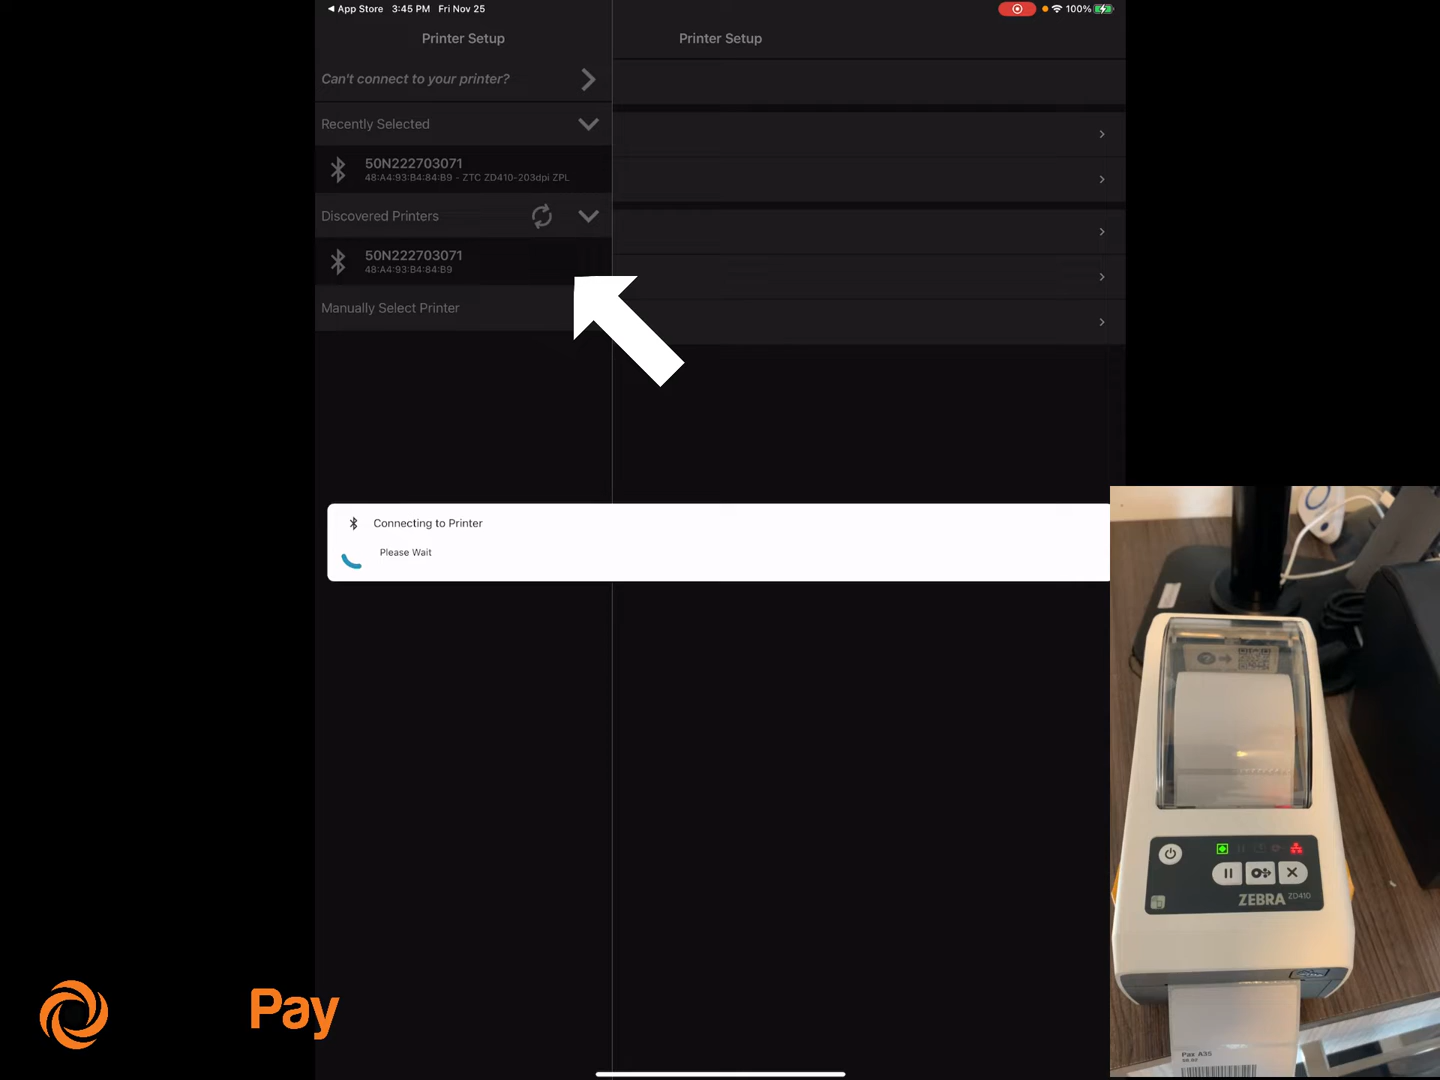 ◀ App Store 3:45 PM Fri Nov 25
100%
Printer Setup
Printer Setup
Can't connect to your printer?
Recently Selected
50N222703071
48:A4:93:B4:84:B9 - ZTC ZD410-203dpi ZPL
Discovered Printers
50N222703071
48:A4:93:B4:84:B9
Manually Select Printer
Connecting to Printer
Please Wait
ZEBRA ZD410
Pay
Pax A35